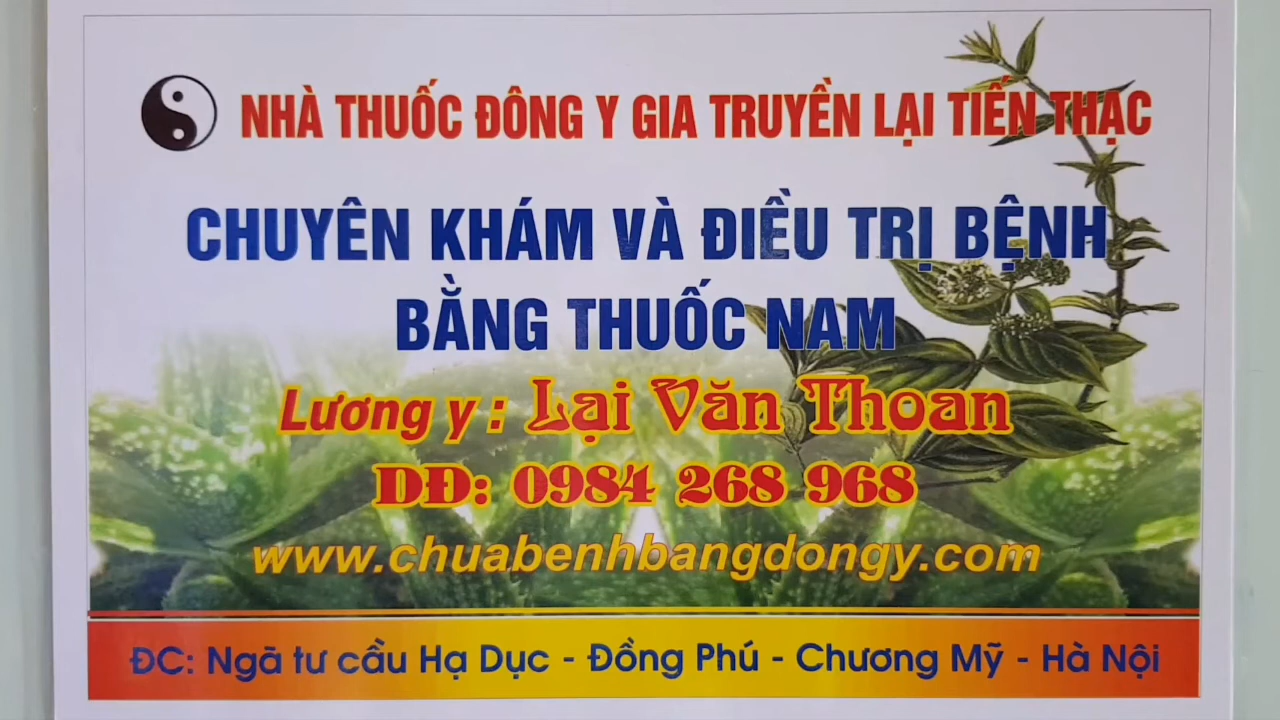 NHÀ THUỐC ĐÔNG Y GIA TRUYỀN LẠI TIẾN THẠC
CHUYÊN KHÁM VÀ ĐIỀU TRỊ BỆNH
BẰNG THUỐC NAM
Lương y : Lại Văn Thoan
DĐ: 0984 268 968
www.chuabenhbangdongy.com
ĐC: Ngã tư cầu Hạ Dục - Đồng Phú - Chương Mỹ - Hà Nội